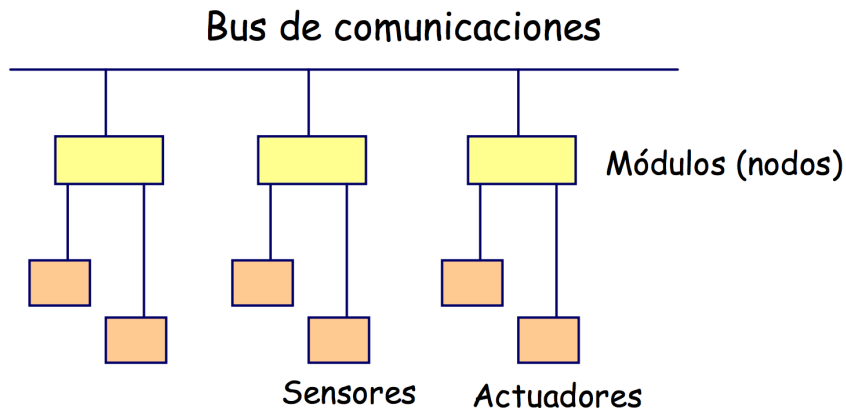 Bus de comunicaciones
Módulos (nodos)
Sensores
Actuadores